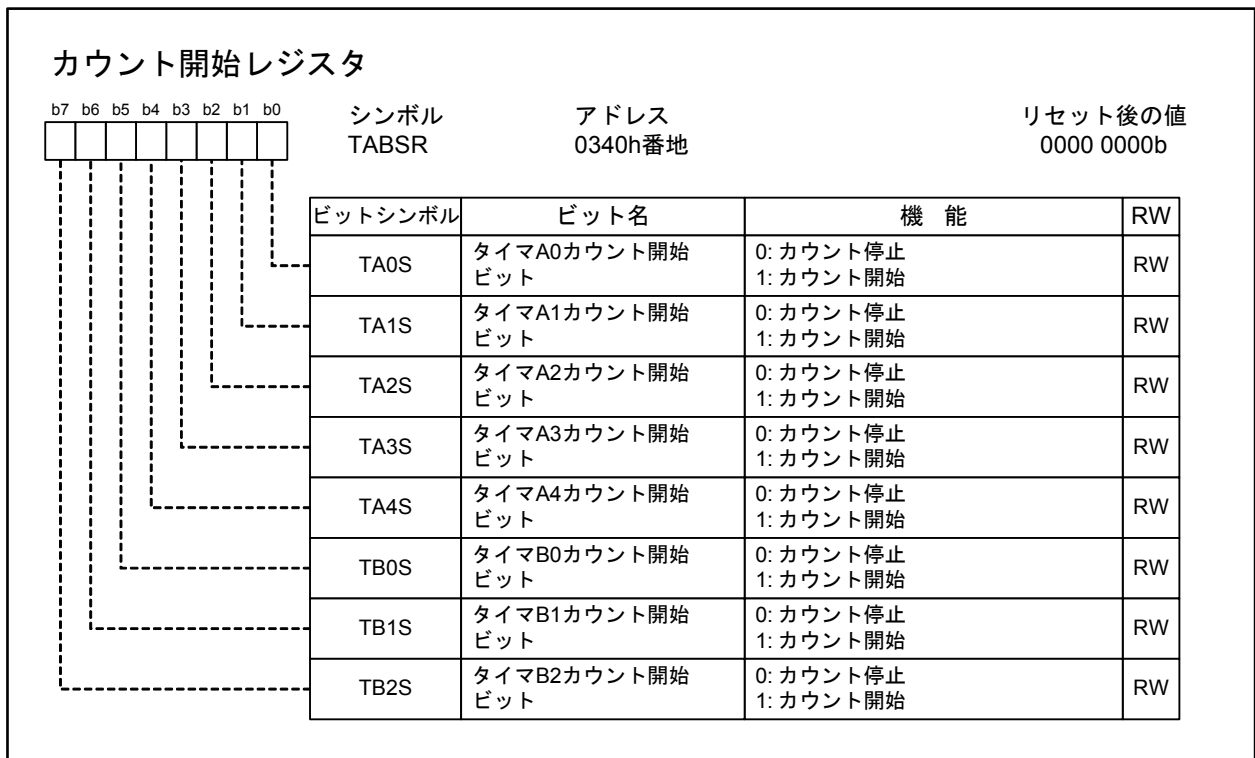 カウント開始レジスタ
b7 b6 b5 b4 b3 b2 b1 b0
シンボル アドレス リセット後の値
TABSR 0340h番地 0000 0000b
ビットシンボル ビット名 機 能 RW
TA0S タイマA0カウント開始 ビット 0: カウント停止 1: カウント開始 RW
TA1S タイマA1カウント開始 ビット 0: カウント停止 1: カウント開始 RW
TA2S タイマA2カウント開始 ビット 0: カウント停止 1: カウント開始 RW
TA3S タイマA3カウント開始 ビット 0: カウント停止 1: カウント開始 RW
TA4S タイマA4カウント開始 ビット 0: カウント停止 1: カウント開始 RW
TB0S タイマB0カウント開始 ビット 0: カウント停止 1: カウント開始 RW
TB1S タイマB1カウント開始 ビット 0: カウント停止 1: カウント開始 RW
TB2S タイマB2カウント開始 ビット 0: カウント停止 1: カウント開始 RW